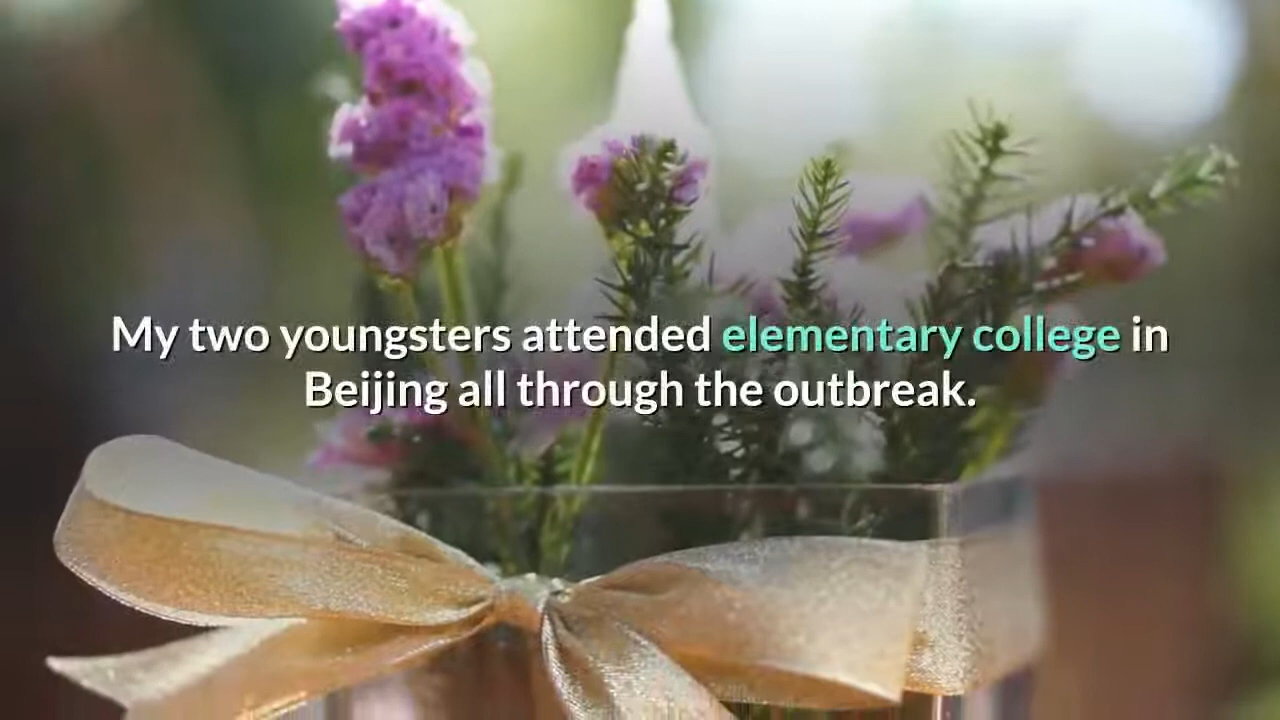 My two youngsters attended elementary college in
Beijing all through the outbreak.